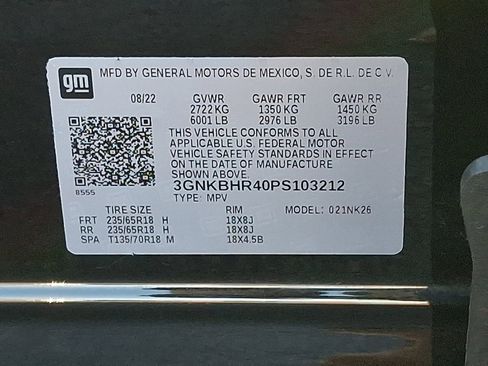 gm
MFD BY GENERAL MOTORS DE MEXICO, S. DE R.L. DE C.V.
08/22 GVWR GAWR FRT GAWR RR
2722 KG 1350 KG 1450 KG
6001 LB 2976 LB 3196 LB
THIS VEHICLE CONFORMS TO ALL
APPLICABLE U.S. FEDERAL MOTOR
VEHICLE SAFETY STANDARDS IN EFFECT
ON THE DATE OF MANUFACTURE
SHOWN ABOVE.
3GNKBHR40PS103212
8555 TYPE: MPV
TIRE SIZE RIM MODEL: 021NK26
FRT 235/65R18 H 18X8J
RR 235/65R18 H 18X8J
SPA T135/70R18 M 18X4.5B